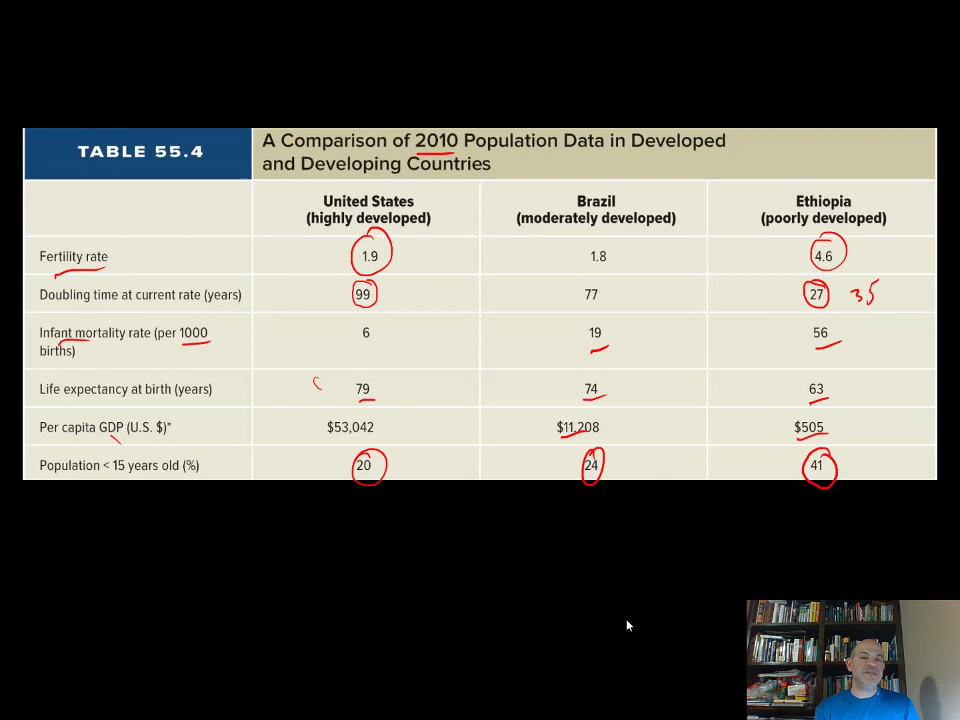 TABLE 55.4
A Comparison of 2010 Population Data in Developed
and Developing Countries
United States Brazil Ethiopia
(highly developed) (moderately developed) (poorly developed)
Fertility rate 1.9 1.8 4.6
Doubling time at current rate (years) 99 77 27 35
Infant mortality rate (per 1000 6 19 56
births)
Life expectancy at birth (years) 79 74 63
Per capita GDP (U.S. $)* $53,042 $11,208 $505
Population < 15 years old (%) 20 24 41